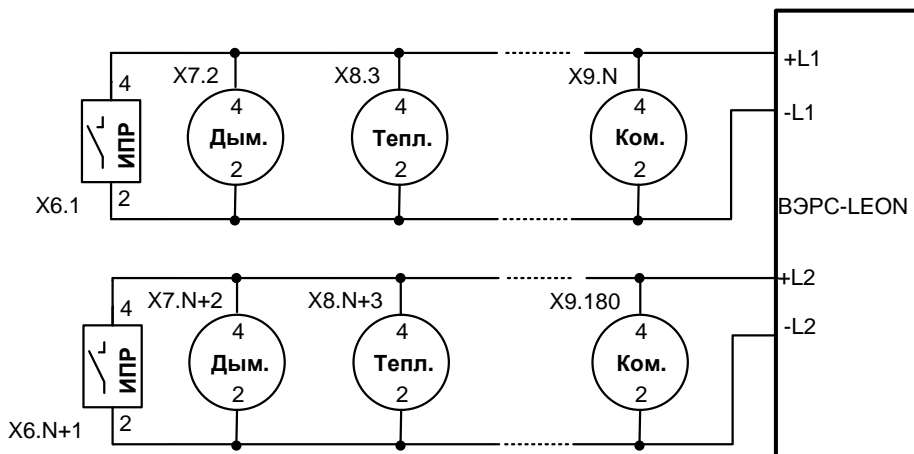 +L1
4
X7.2
X8.3
X9.N
4
4
4
-L1
ИПР
Дым.
Тепл.
Ком.
2
2
2
2
X6.1
ВЭРС-LEON
+L2
4
X7.N+2
X8.N+3
X9.180
4
4
4
-L2
ИПР
Дым.
Тепл.
Ком.
2
2
2
2
X6.N+1